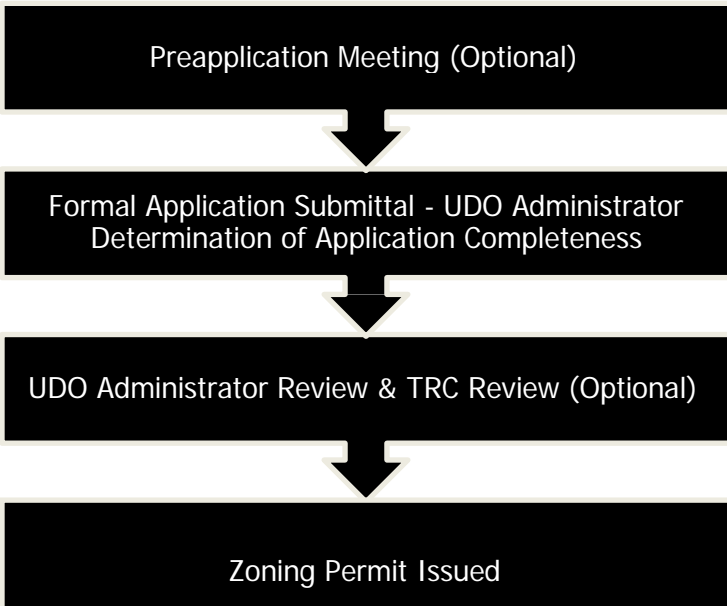 Preapplication Meeting (Optional)
Formal Application Submittal - UDO Administrator
Determination of Application Completeness
UDO Administrator Review & TRC Review (Optional)
Zoning Permit Issued